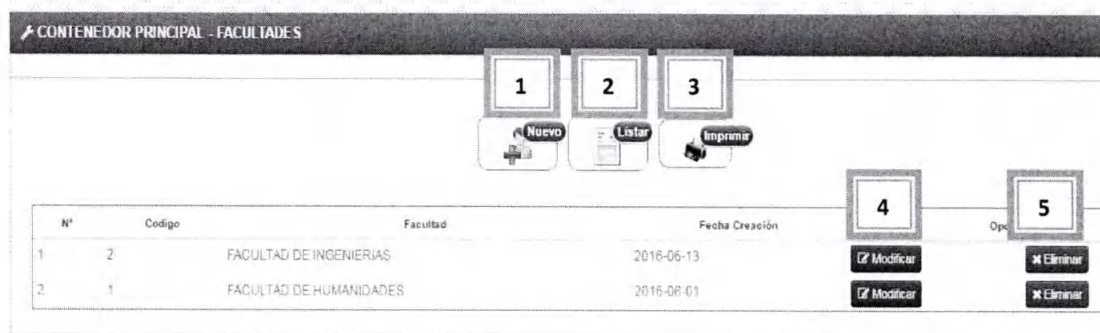 CONTENEDOR PRINCIPAL - FACULTADES
1 2 3
Nuevo Listar Imprimir
4 5
N° Codigo Facultad Fecha Creación
1 2 FACULTAD DE INGENIERIAS 2016-06-13 Modificar Eliminar
2 1 FACULTAD DE HUMANIDADES 2016-06-01 Modificar Eliminar